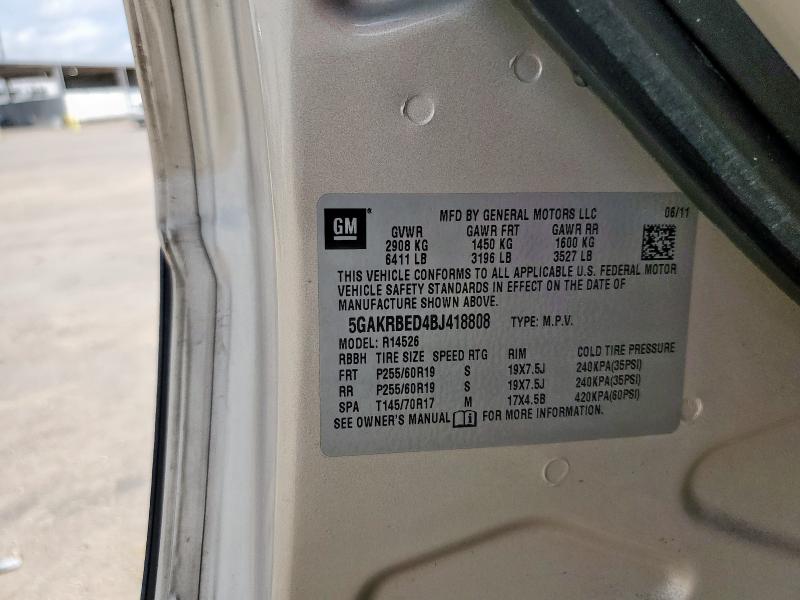 GM ® MFD BY GENERAL MOTORS LLC 06/11
GVWR GAWR FRT GAWR RR
2908 KG 1450 KG 1600 KG
6411 LB 3196 LB 3527 LB
THIS VEHICLE CONFORMS TO ALL APPLICABLE U.S. FEDERAL MOTOR
VEHICLE SAFETY STANDARDS IN EFFECT ON THE DATE OF
MANUFACTURE SHOWN ABOVE.
5GAKRBED4BJ418808 TYPE: M.P.V.
MODEL: R14526
RBBH TIRE SIZE SPEED RTG RIM COLD TIRE PRESSURE
FRT P255/60R19 S 19X7.5J 240KPA(35PSI)
RR P255/60R19 S 19X7.5J 240KPA(35PSI)
SPA T145/70R17 M 17X4.5B 420KPA(60PSI)
SEE OWNER'S MANUAL i FOR MORE INFORMATION.